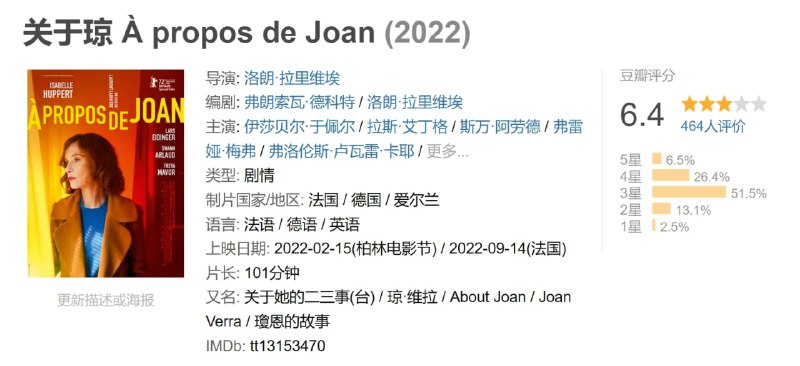 关于琼 À propos de Joan (2022)
ISABELLE
HUPPERT
À PROPOS DE JOAN
LARS
EIDINGER
SWANN
ARLAUD
FREYA
MAVOR
更新描述或海报
导演: 洛朗·拉里维埃
编剧: 弗朗索瓦·德科特 / 洛朗·拉里维埃
主演: 伊莎贝尔·于佩尔 / 拉斯·艾丁格 / 斯万·阿劳德 / 弗雷
娅·梅弗 / 弗洛伦斯·卢瓦雷·卡耶 / 更多...
类型: 剧情
制片国家/地区: 法国 / 德国 / 爱尔兰
语言: 法语 / 德语 / 英语
上映日期: 2022-02-15(柏林电影节) / 2022-09-14(法国)
片长: 101分钟
又名: 关于她的二三事(台) / 琼·维拉 / About Joan / Joan
Verra / 瓊恩的故事
IMDb: tt13153470
豆瓣评分
6.4
464人评价
5星 6.5%
4星 26.4%
3星 51.5%
2星 13.1%
1星 2.5%